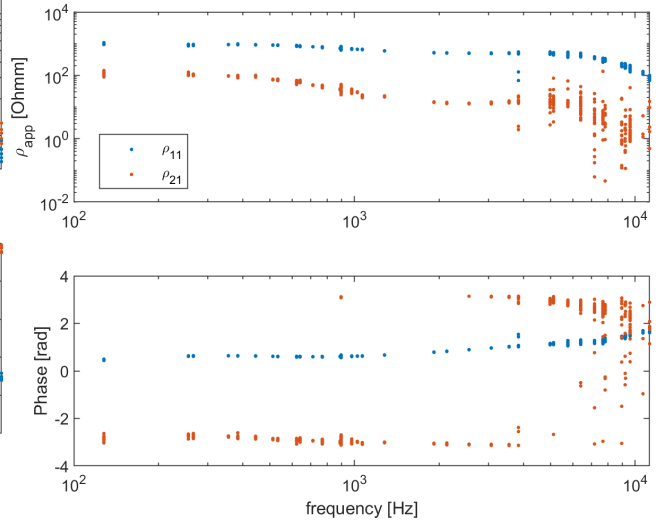 10^4
10^2
10^0
10^-2
ρ_app [Ohmm]
ρ_11
ρ_21
10^2 10^3 10^4
4
2
0
-2
-4
Phase [rad]
10^2 10^3 10^4
frequency [Hz]